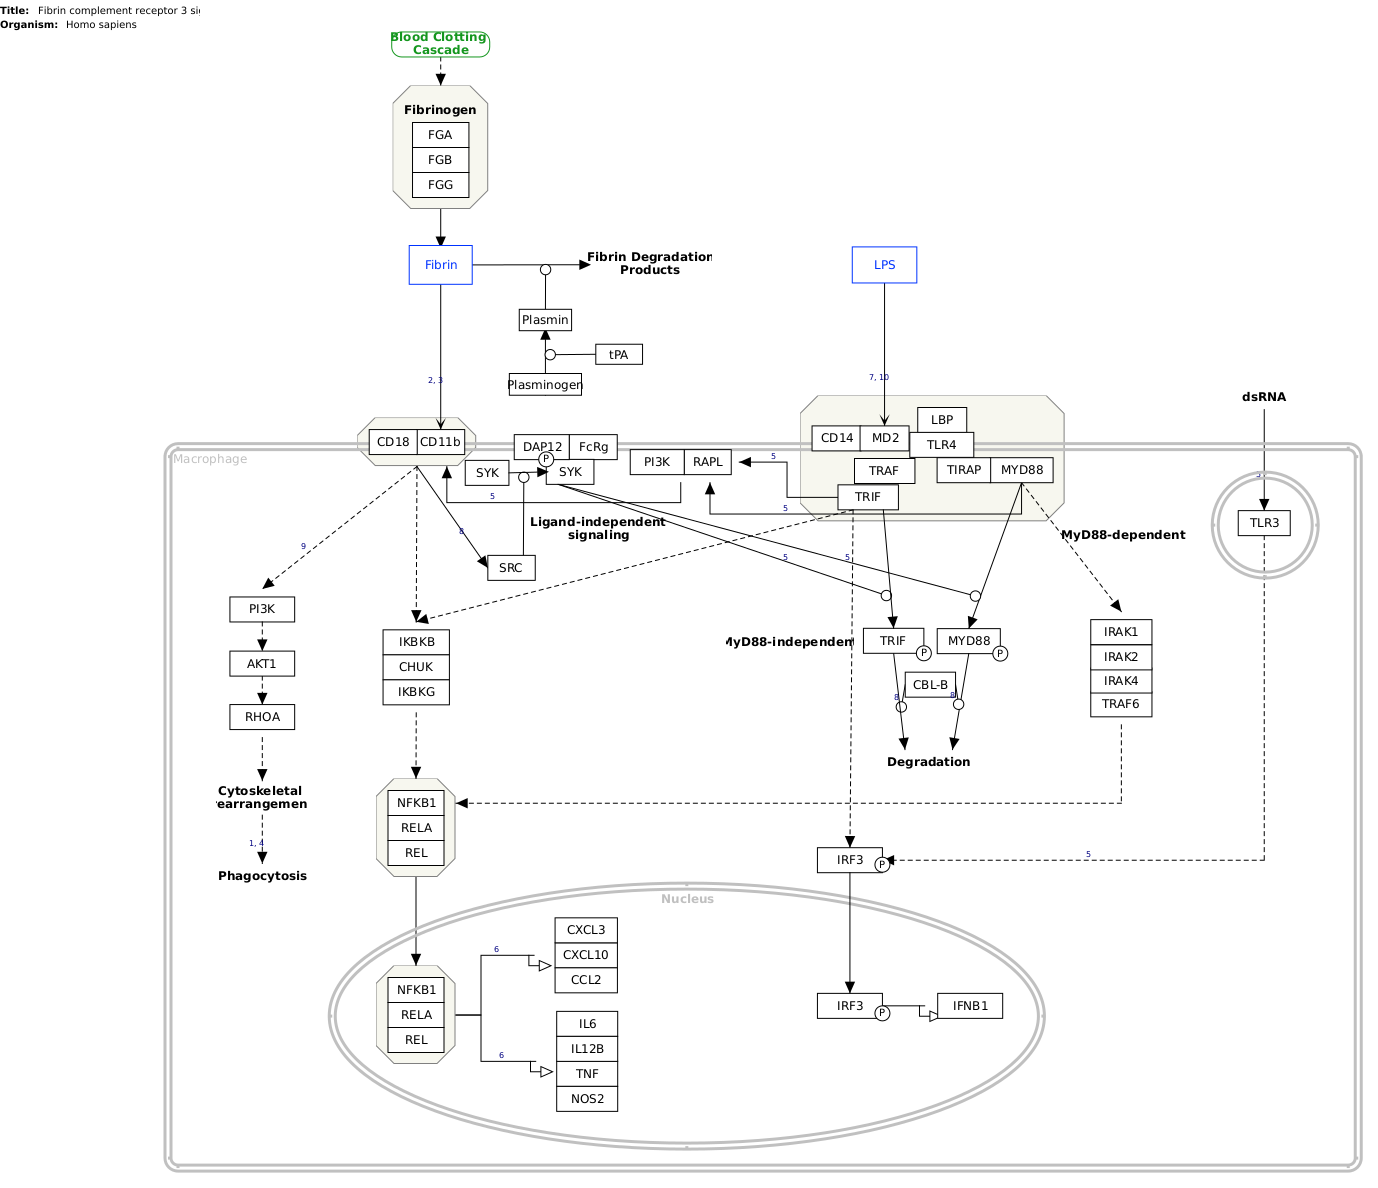 Title: Fibrin complement receptor 3 si
Organism: Homo sapiens
Blood Clotting
Cascade
Fibrinogen
FGA
FGB
FGG
Fibrin
Fibrin Degradation
Products
LPS
Plasmin
tPA
Plasminogen
2, 3
7, 10
dsRNA
LBP
CD18
CD11b
DAP12
FcRg
CD14
MD2
TLR4
Macrophage
P
SYK
SYK
PI3K
RAPL
5
TRAF
TIRAP
MYD88
5
TRIF
5
Ligand-independent
signaling
8
MyD88-dependent
TLR3
9
5
5
SRC
PI3K
IKBKB
CHUK
IKBKG
MyD88-independent
TRIF
P
MYD88
P
IRAK1
IRAK2
IRAK4
TRAF6
AKT1
CBL-B
8
8
RHOA
Degradation
Cytoskeletal
earrangemen
NFKB1
RELA
REL
1, 4
Phagocytosis
IRF3
P
5
Nucleus
CXCL3
CXCL10
CCL2
6
NFKB1
RELA
REL
IL6
IL12B
TNF
NOS2
6
IRF3
P
IFNB1